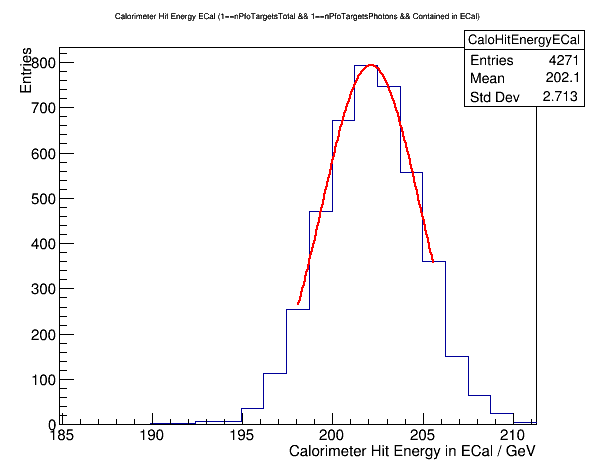 Calorimeter Hit Energy ECal (1==nPfoTargetsTotal && 1==nPfoTargetsPhotons && Contained in ECal)
CaloHitEnergyECal
Entries 4271
Mean 202.1
Std Dev 2.713
Entries
800
700
600
500
400
300
200
100
0
185 190 195 200 205 210
Calorimeter Hit Energy in ECal / GeV